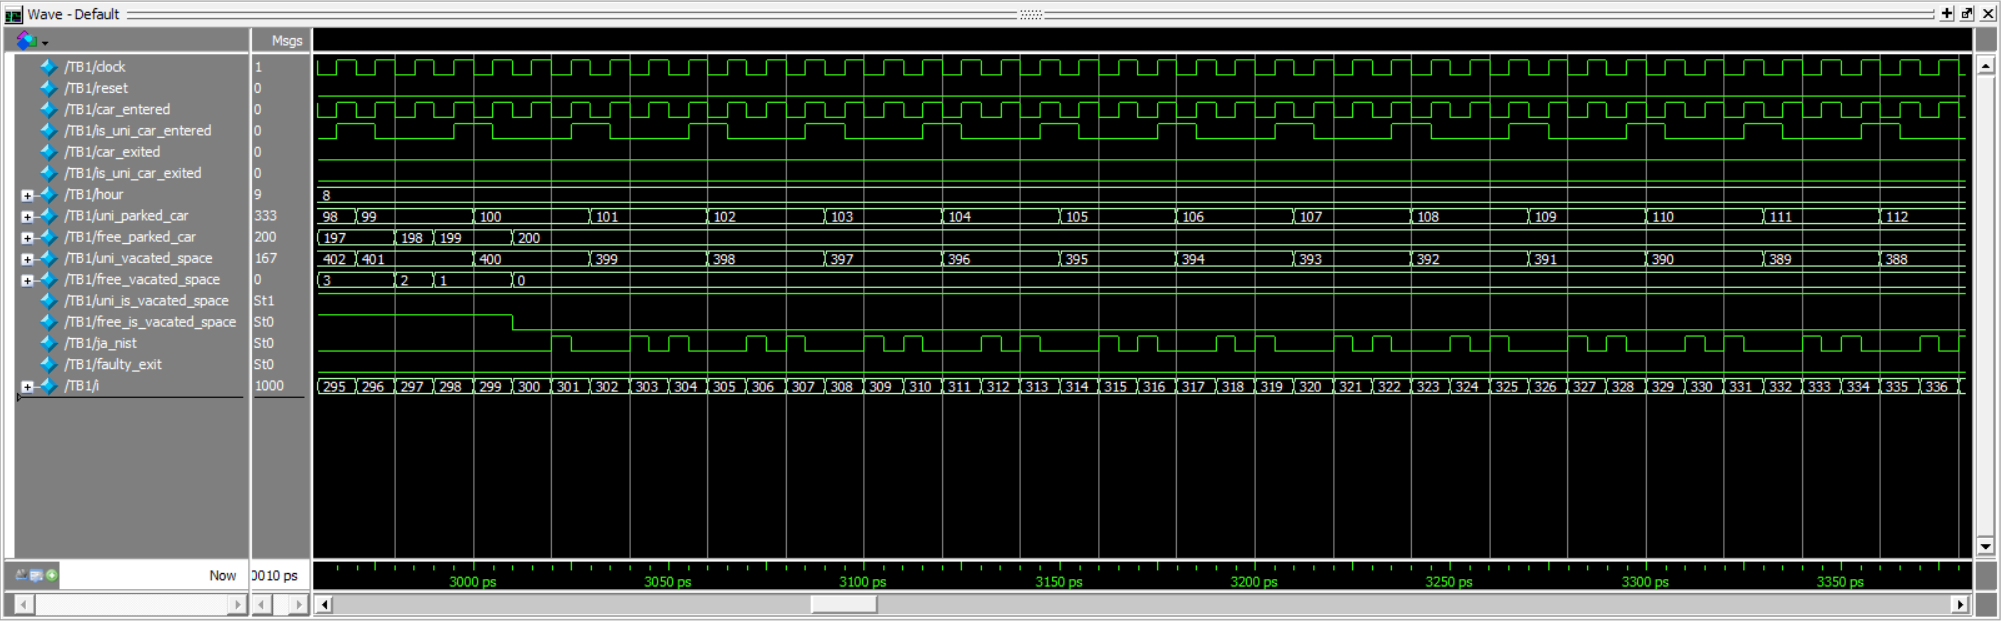 Wave - Default
Msgs
/TB1/clock 1
/TB1/reset 0
/TB1/car_entered 0
/TB1/is_uni_car_entered 0
/TB1/car_exited 0
/TB1/is_uni_car_exited 0
/TB1/hour 9 8
/TB1/uni_parked_car 333 98 99 100 101 102 103 104 105 106 107 108 109 110 111 112
/TB1/free_parked_car 200 197 198 199 200
/TB1/uni_vacated_space 167 402 401 400 399 398 397 396 395 394 393 392 391 390 389 388
/TB1/free_vacated_space 0 3 2 1 0
/TB1/uni_is_vacated_space St1
/TB1/free_is_vacated_space St0
/TB1/ja_nist St0
/TB1/faulty_exit St0
/TB1/i 1000 295 296 297 298 299 300 301 302 303 304 305 306 307 308 309 310 311 312 313 314 315 316 317 318 319 320 321 322 323 324 325 326 327 328 329 330 331 332 333 334 335 336
Now 0010 ps 3000 ps 3050 ps 3100 ps 3150 ps 3200 ps 3250 ps 3300 ps 3350 ps